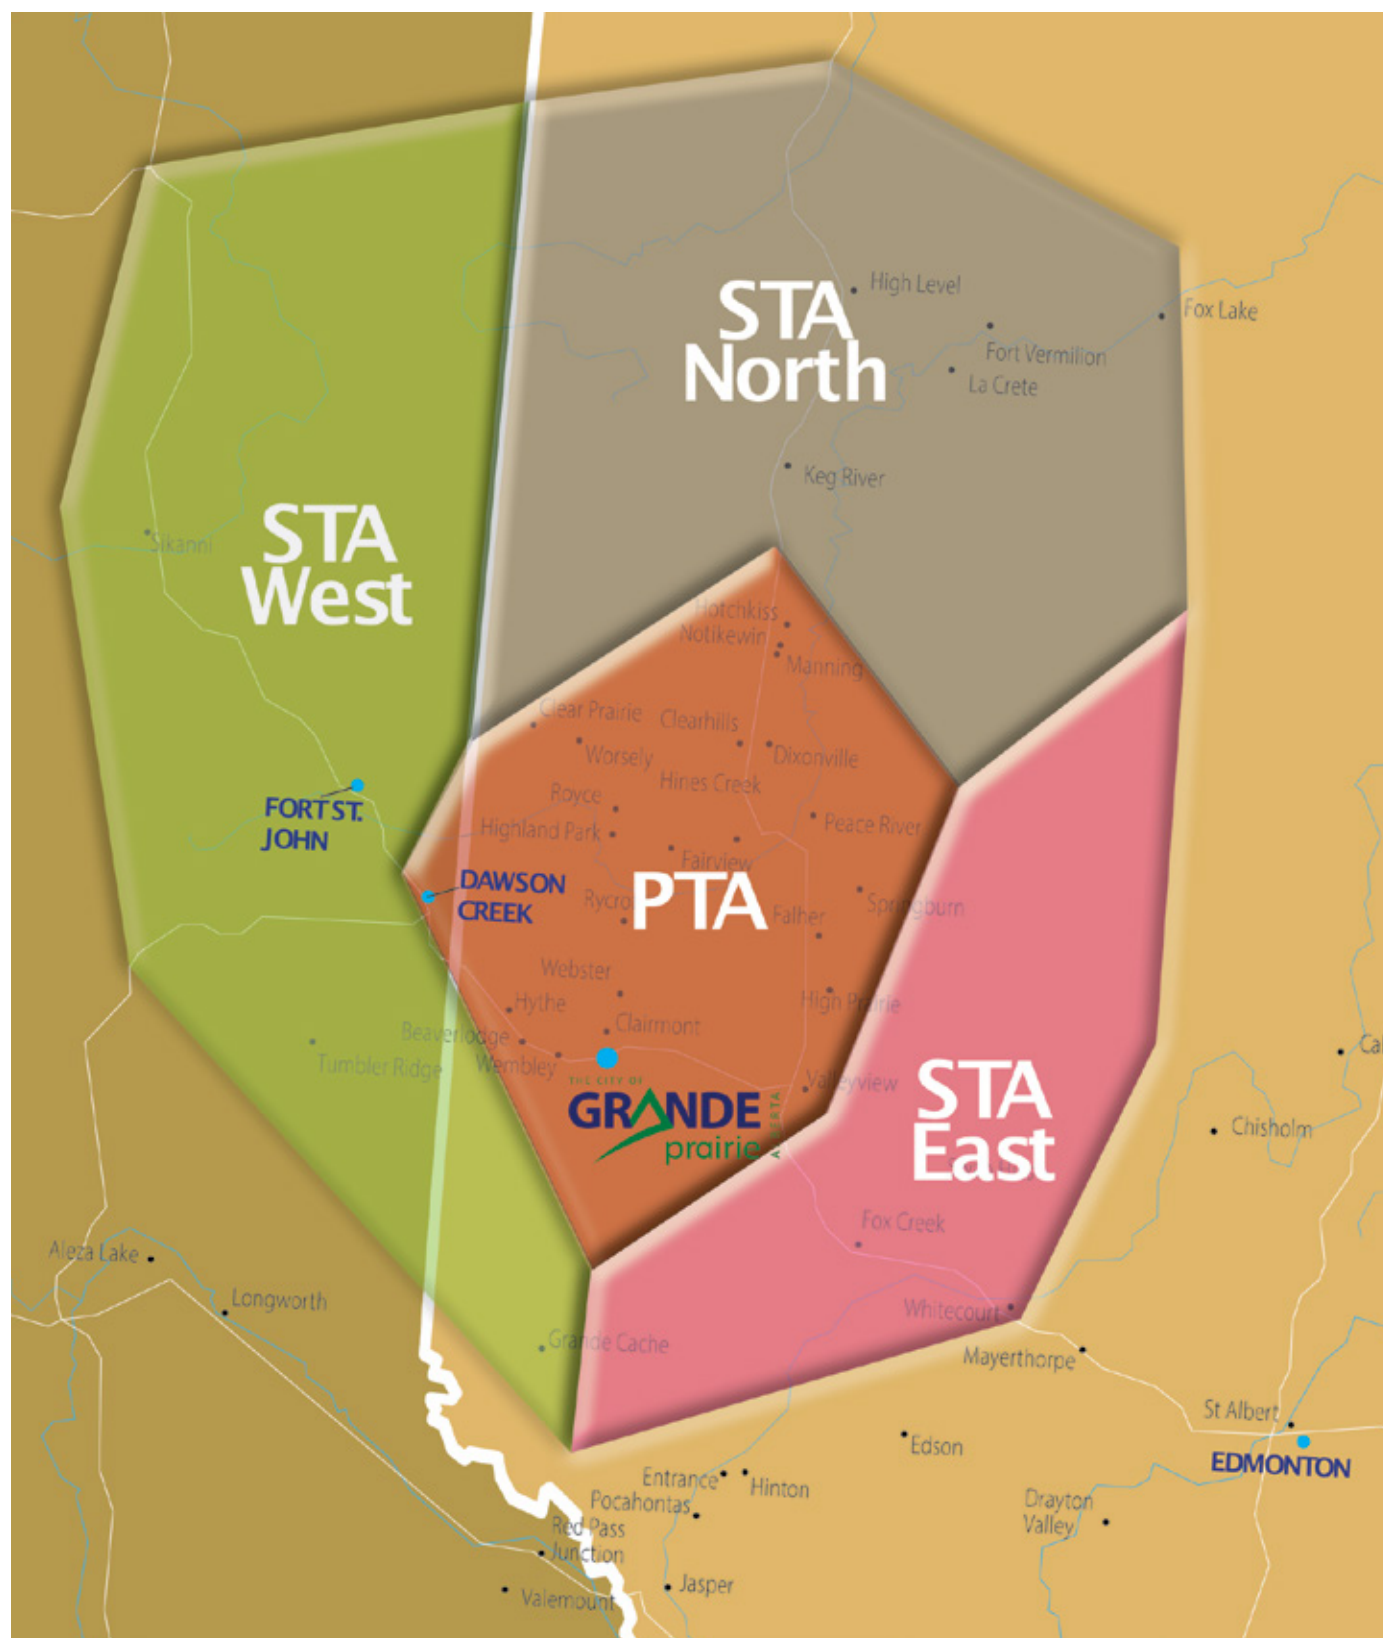 STA
North
High Level
Fox Lake
Fort Vermilion
La Crete
Keg River
STA
West
Sikanni
Hotchkiss
Notikewin
Manning
Clear Prairie
Clearhills
Worsely
Dixonville
Hines Creek
Royce
FORT ST.
JOHN
Highland Park
Peace River
Fairview
DAWSON
CREEK
PTA
Falher
Springburn
Webster
Hythe
High Prairie
Clairmont
Beaverlodge
Wembley
Tumbler Ridge
THE CITY OF
GRANDE
prairie
ALBERTA
Valleyview
STA
East
Chisholm
Fox Creek
Aleza Lake
Longworth
Whitecourt
Grande Cache
Mayerthorpe
St Albert
EDMONTON
Edson
Entrance
Hinton
Pocahontas
Drayton
Valley
Red Pass
Junction
Jasper
Valemount